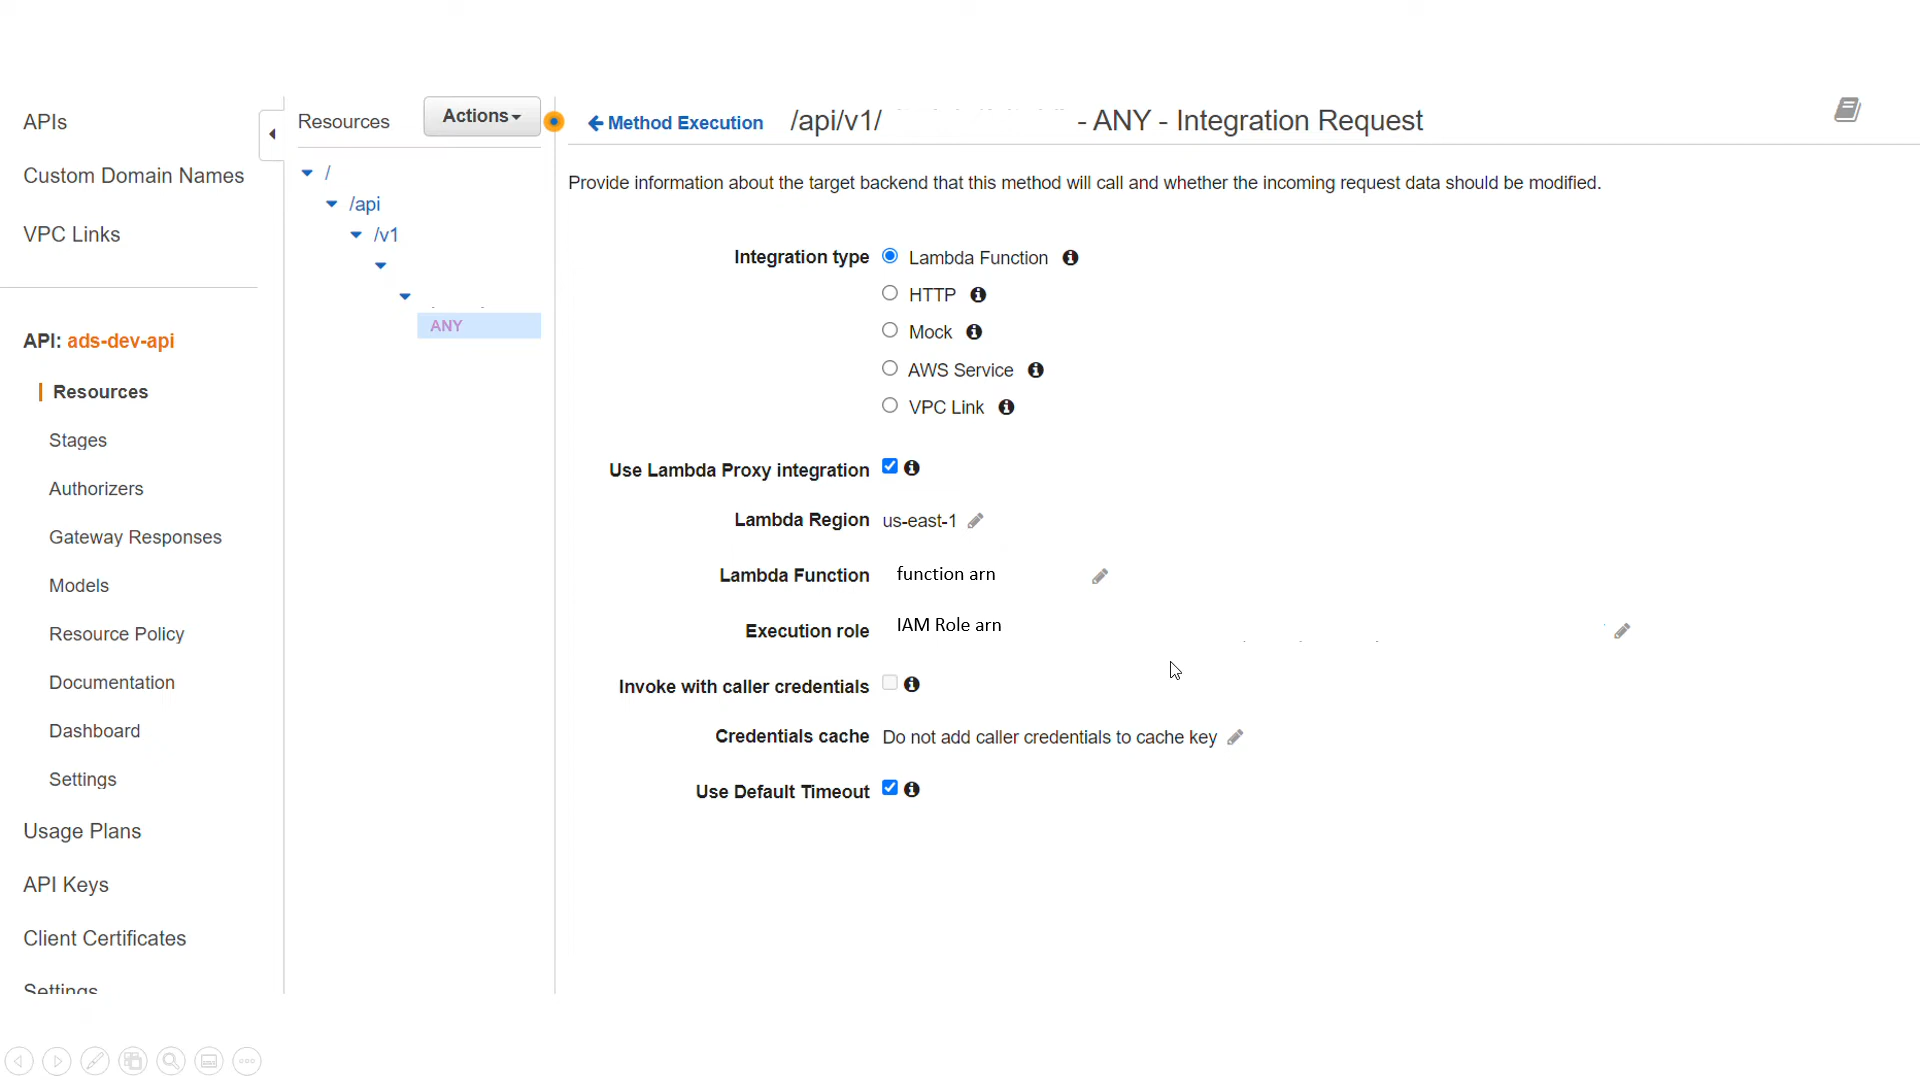 APIs
Custom Domain Names
VPC Links
API: ads-dev-api
Resources
Stages
Authorizers
Gateway Responses
Models
Resource Policy
Documentation
Dashboard
Settings
Usage Plans
API Keys
Client Certificates
Settings
Resources
Actions
/
/api
/v1
ANY
Method Execution /api/v1/ - ANY - Integration Request
Provide information about the target backend that this method will call and whether the incoming request data should be modified.
Integration type Lambda Function
HTTP
Mock
AWS Service
VPC Link
Use Lambda Proxy integration
Lambda Region us-east-1
Lambda Function function arn
Execution role IAM Role arn
Invoke with caller credentials
Credentials cache Do not add caller credentials to cache key
Use Default Timeout